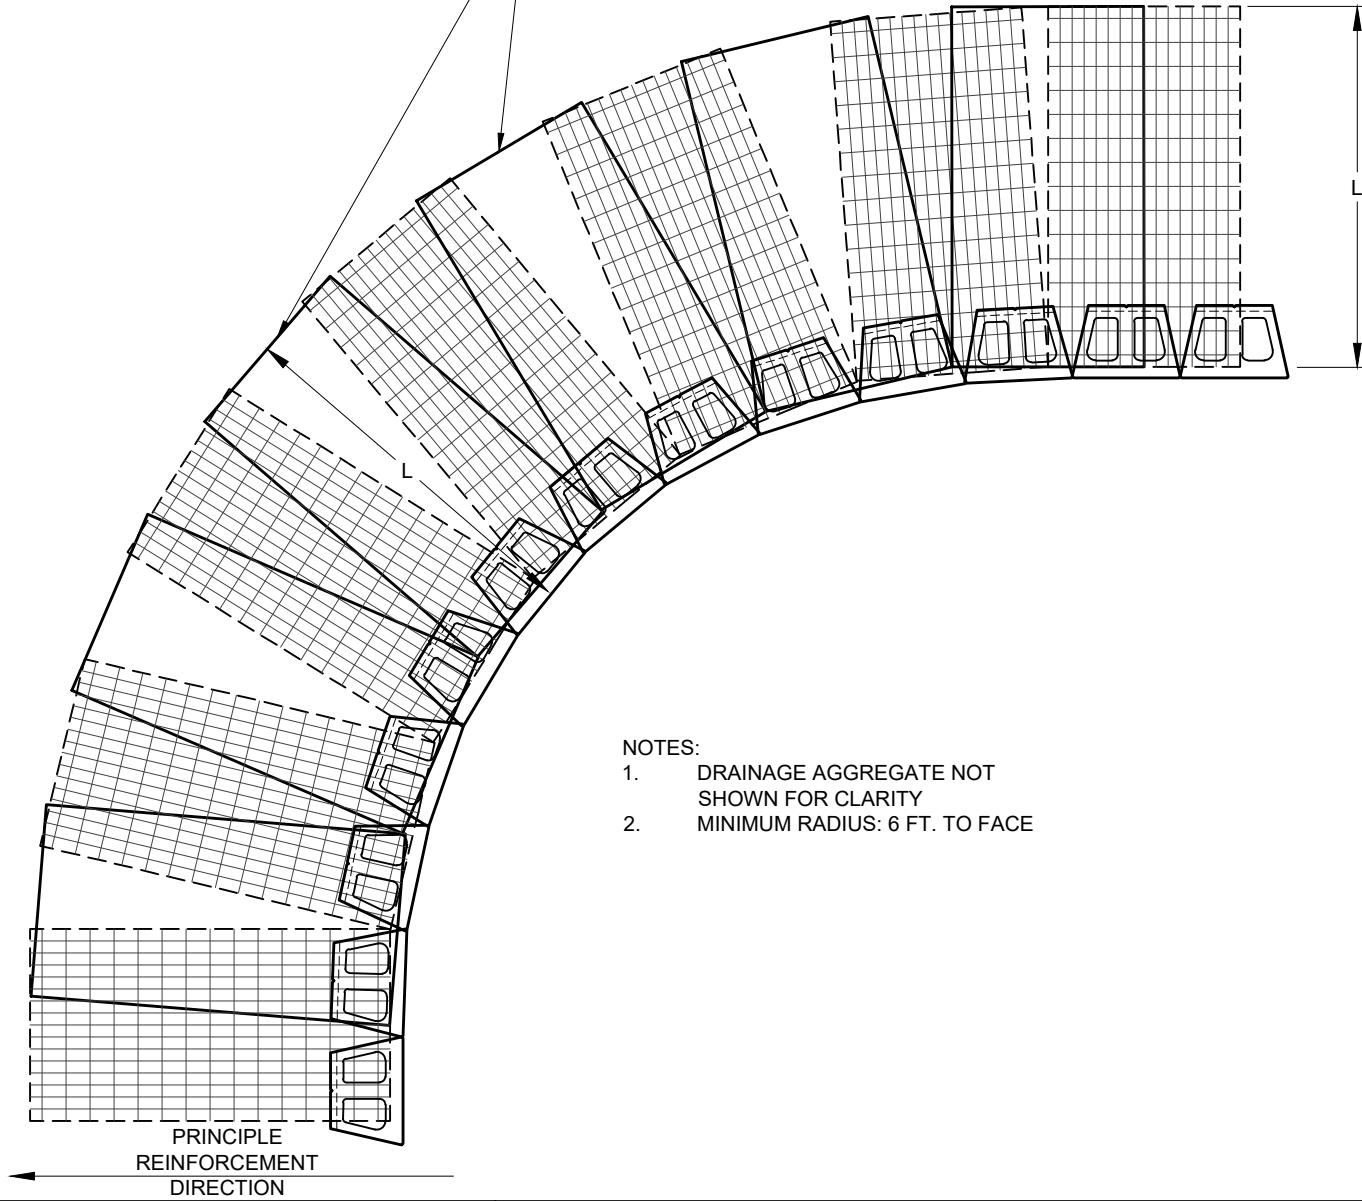 L
L
NOTES:
1. DRAINAGE AGGREGATE NOT
SHOWN FOR CLARITY
2. MINIMUM RADIUS: 6 FT. TO FACE
PRINCIPLE
REINFORCEMENT
DIRECTION